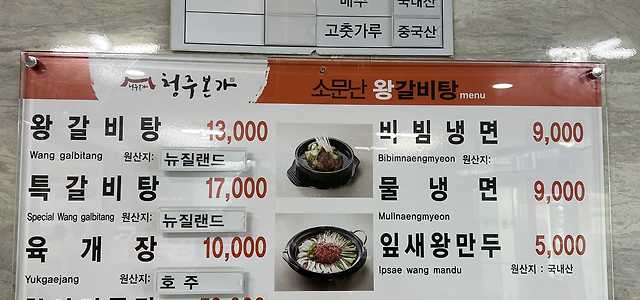 배추 국내산
고춧가루 중국산
청주본가
청주본가
소문난 왕갈비탕 menu
왕갈비탕 13,000
Wang galbitang 원산지: 뉴질랜드
특갈비탕 17,000
Special Wang galbitang 원산지: 뉴질랜드
육개장 10,000
Yukgaejang 원산지: 호주
비빔냉면 9,000
Bibimnaengmyeon 원산지:
물냉면 9,000
Mullnaengmyeon
잎새왕만두 5,000
Ipsae wang mandu 원산지: 국내산